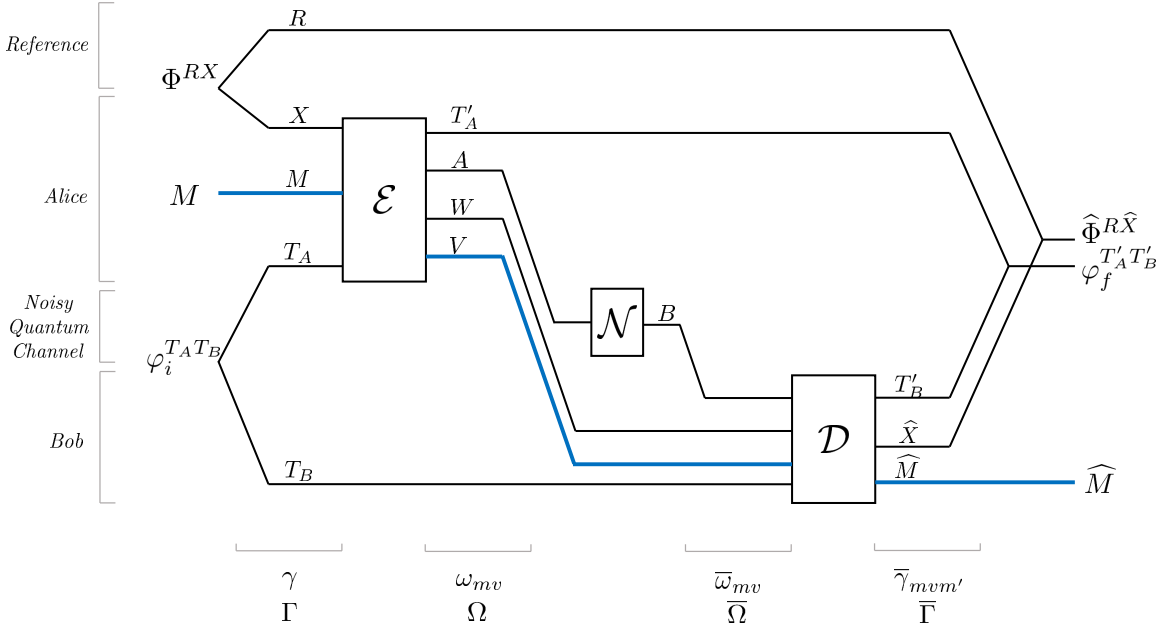 R
Reference
Φ^{RX}
X
T′_A
A
M
M
ℰ
W
Alice
V
T_A
Φ̂^{RX̂}
φ_f^{T′_A T′_B}
Noisy
Quantum
Channel
𝒩
B
φ_i^{T_A T_B}
T′_B
Bob
X̂
𝒟
M̂
M̂
T_B
γ
ω_{mv}
ω̅_{mv}
γ̅_{mvm′}
Γ
Ω
Ω̅
Γ̅